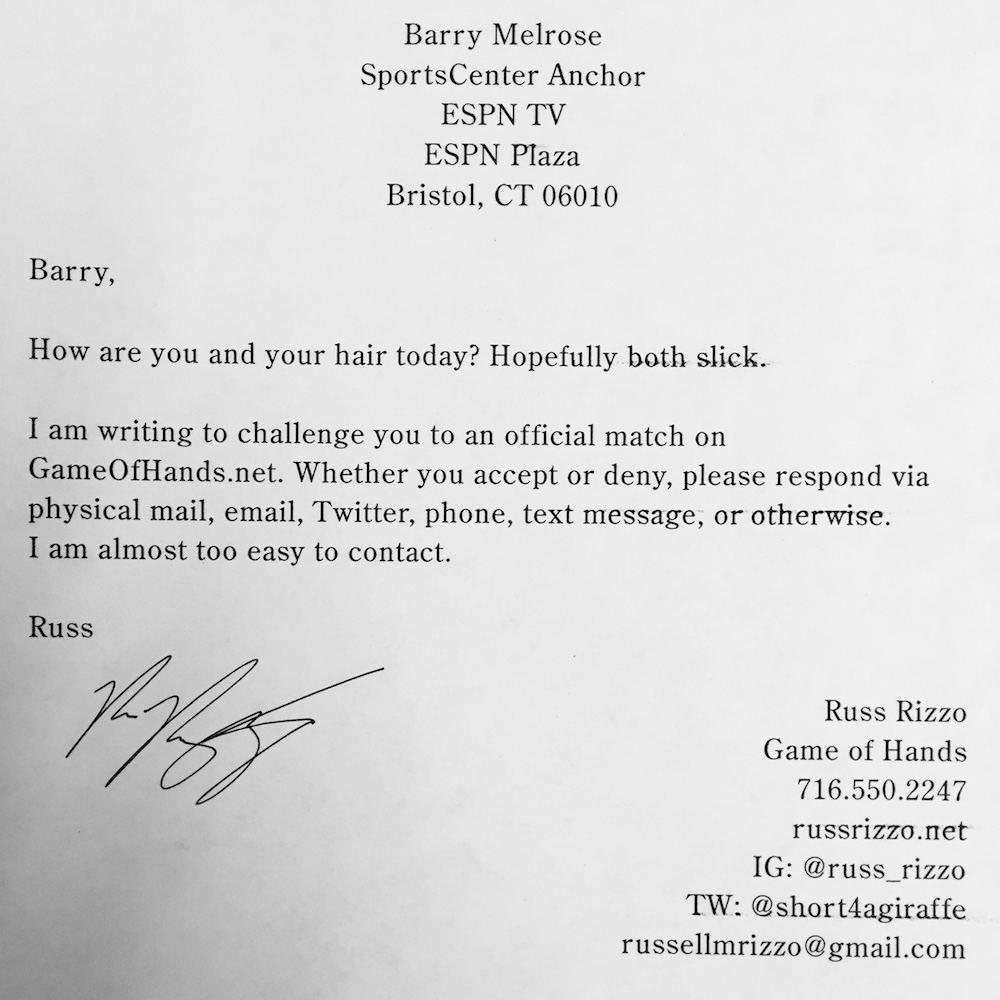 Barry Melrose
SportsCenter Anchor
ESPN TV
ESPN Plaza
Bristol, CT 06010
Barry,
How are you and your hair today? Hopefully both slick.
I am writing to challenge you to an official match on
GameOfHands.net. Whether you accept or deny, please respond via
physical mail, email, Twitter, phone, text message, or otherwise.
I am almost too easy to contact.
Russ
Russ Rizzo
Game of Hands
716.550.2247
russrizzo.net
IG: @russ_rizzo
TW: @short4agiraffe
russellmrizzo@gmail.com